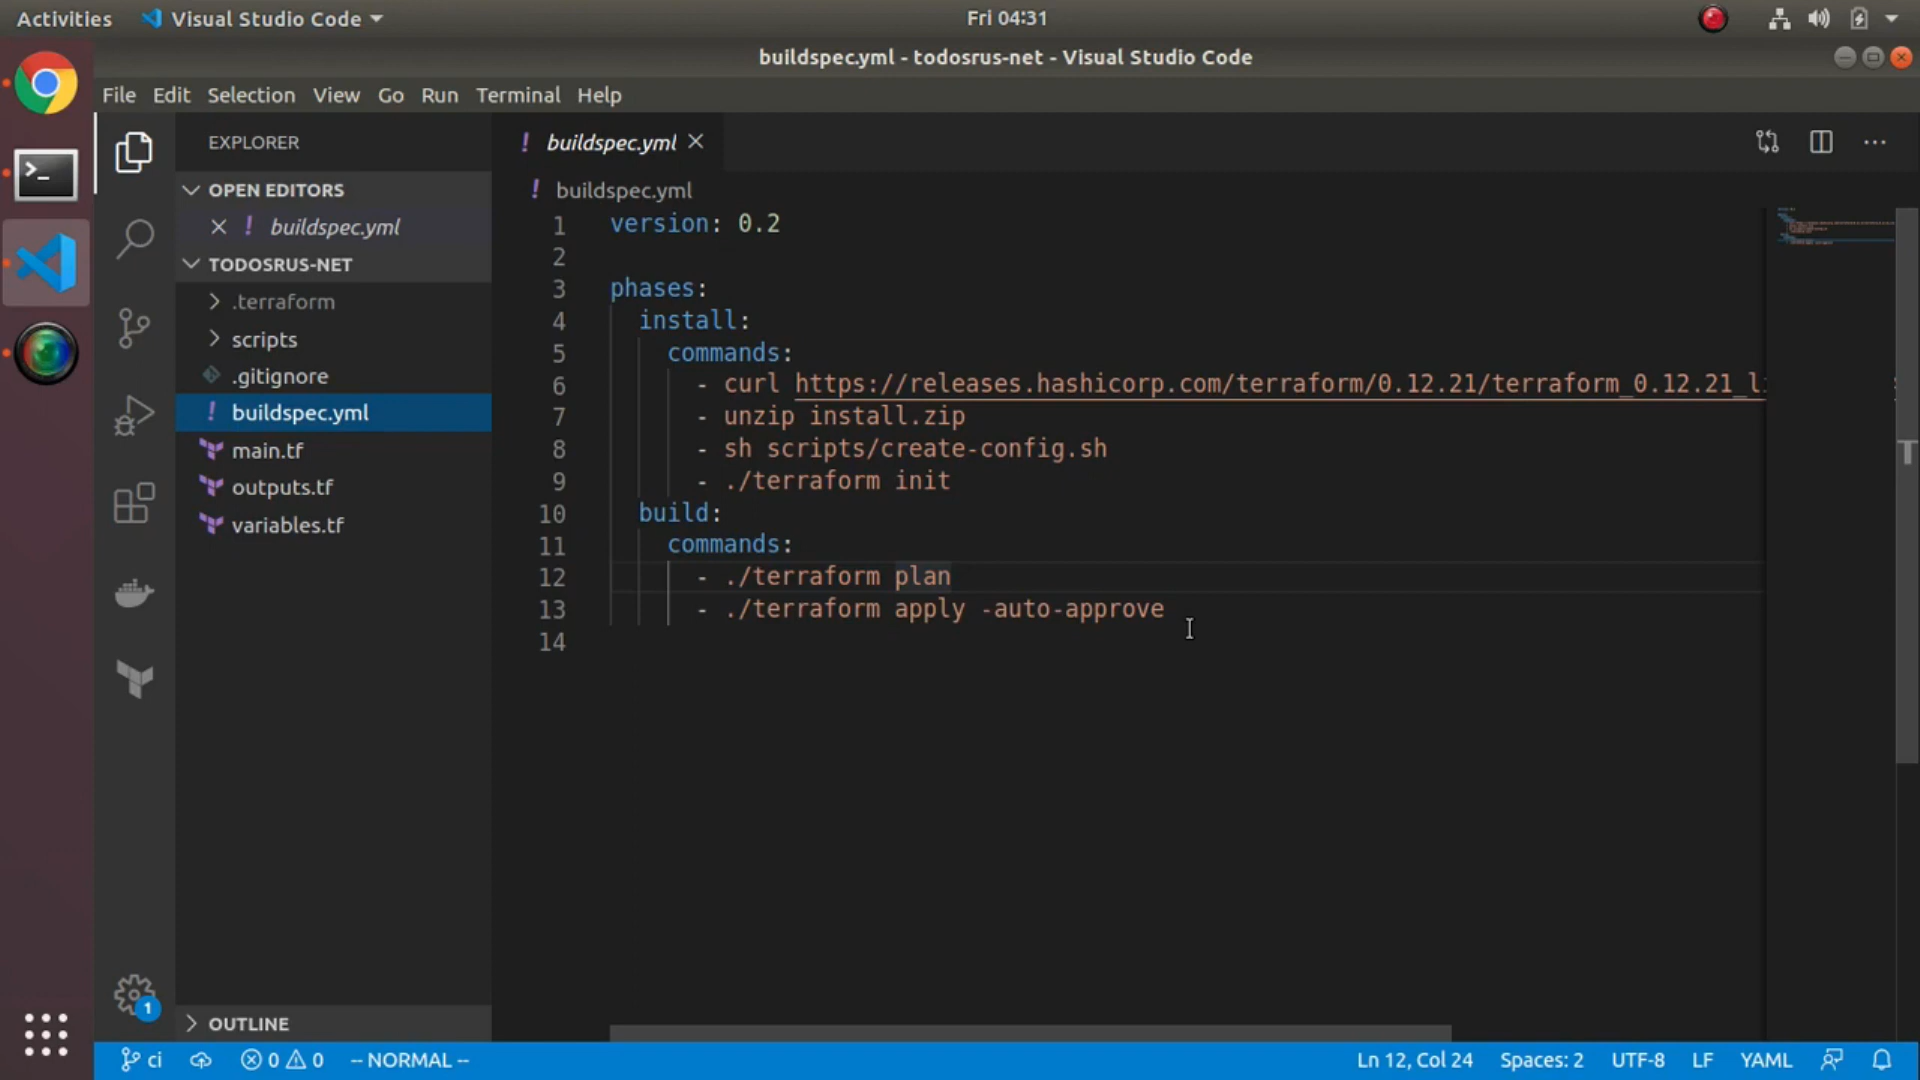 Activities
Visual Studio Code
Fri 04:31
buildspec.yml - todosrus-net - Visual Studio Code
File Edit Selection View Go Run Terminal Help
EXPLORER
OPEN EDITORS
! buildspec.yml
TODOSRUS-NET
.terraform
scripts
.gitignore
! buildspec.yml
main.tf
outputs.tf
variables.tf
OUTLINE
! buildspec.yml
! buildspec.yml
1 version: 0.2
2
3 phases:
4 install:
5 commands:
6 - curl https://releases.hashicorp.com/terraform/0.12.21/terraform_0.12.21_li
7 - unzip install.zip
8 - sh scripts/create-config.sh
9 - ./terraform init
10 build:
11 commands:
12 - ./terraform plan
13 - ./terraform apply -auto-approve
14
1
ci
0 0
-- NORMAL --
Ln 12, Col 24
Spaces: 2
UTF-8
LF
YAML